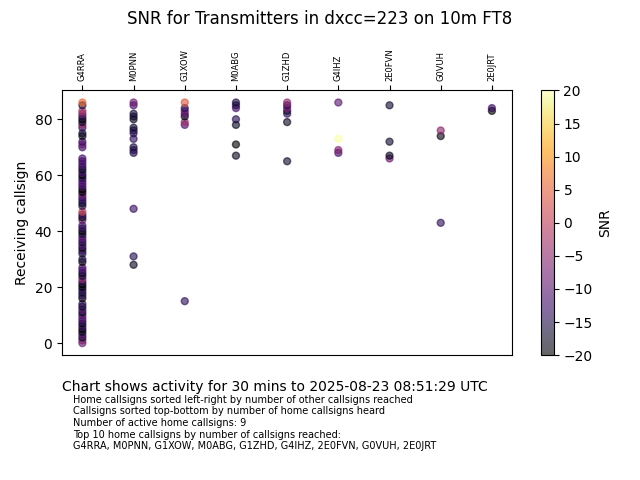 SNR for Transmitters in dxcc=223 on 10m FT8
G4RRA M0PNN G1XOW M0ABG G1ZHD G4IHZ 2E0FVN G0VUH 2E0JRT
80
60
40
20
0
Receiving callsign
20
15
10
5
0
−5
−10
−15
−20
SNR
Chart shows activity for 30 mins to 2025-08-23 08:51:29 UTC
Home callsigns sorted left-right by number of other callsigns reached
Callsigns sorted top-bottom by number of home callsigns heard
Number of active home callsigns: 9
Top 10 home callsigns by number of callsigns reached:
G4RRA, M0PNN, G1XOW, M0ABG, G1ZHD, G4IHZ, 2E0FVN, G0VUH, 2E0JRT